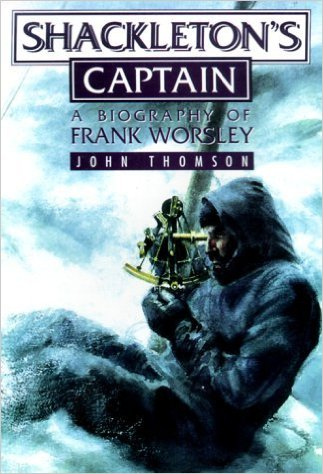 SHACKLETON'S
CAPTAIN
A BIOGRAPHY OF
FRANK WORSLEY
JOHN THOMSON